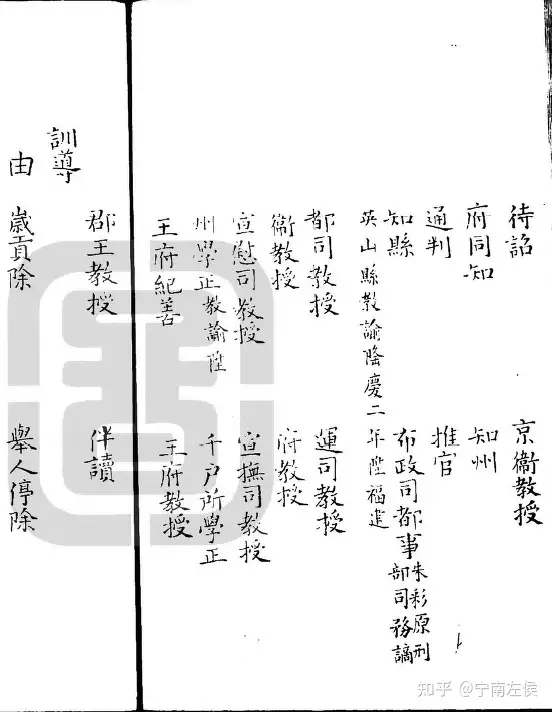 待詔 京衞教授
府同知 知州
通判 推官
知縣 布政司都事 朱彩原刑
部司務謫
英山縣教諭隆慶二年陞福建
都司教授 運司教授
衞教授 府教授
宣慰司教授 宣撫司教授
州學正教諭陞 千戶所學正
王府紀善 王府教授
郡王教授 伴讀
訓導
由 歲貢除 舉人停除
知乎 @宁南左侯